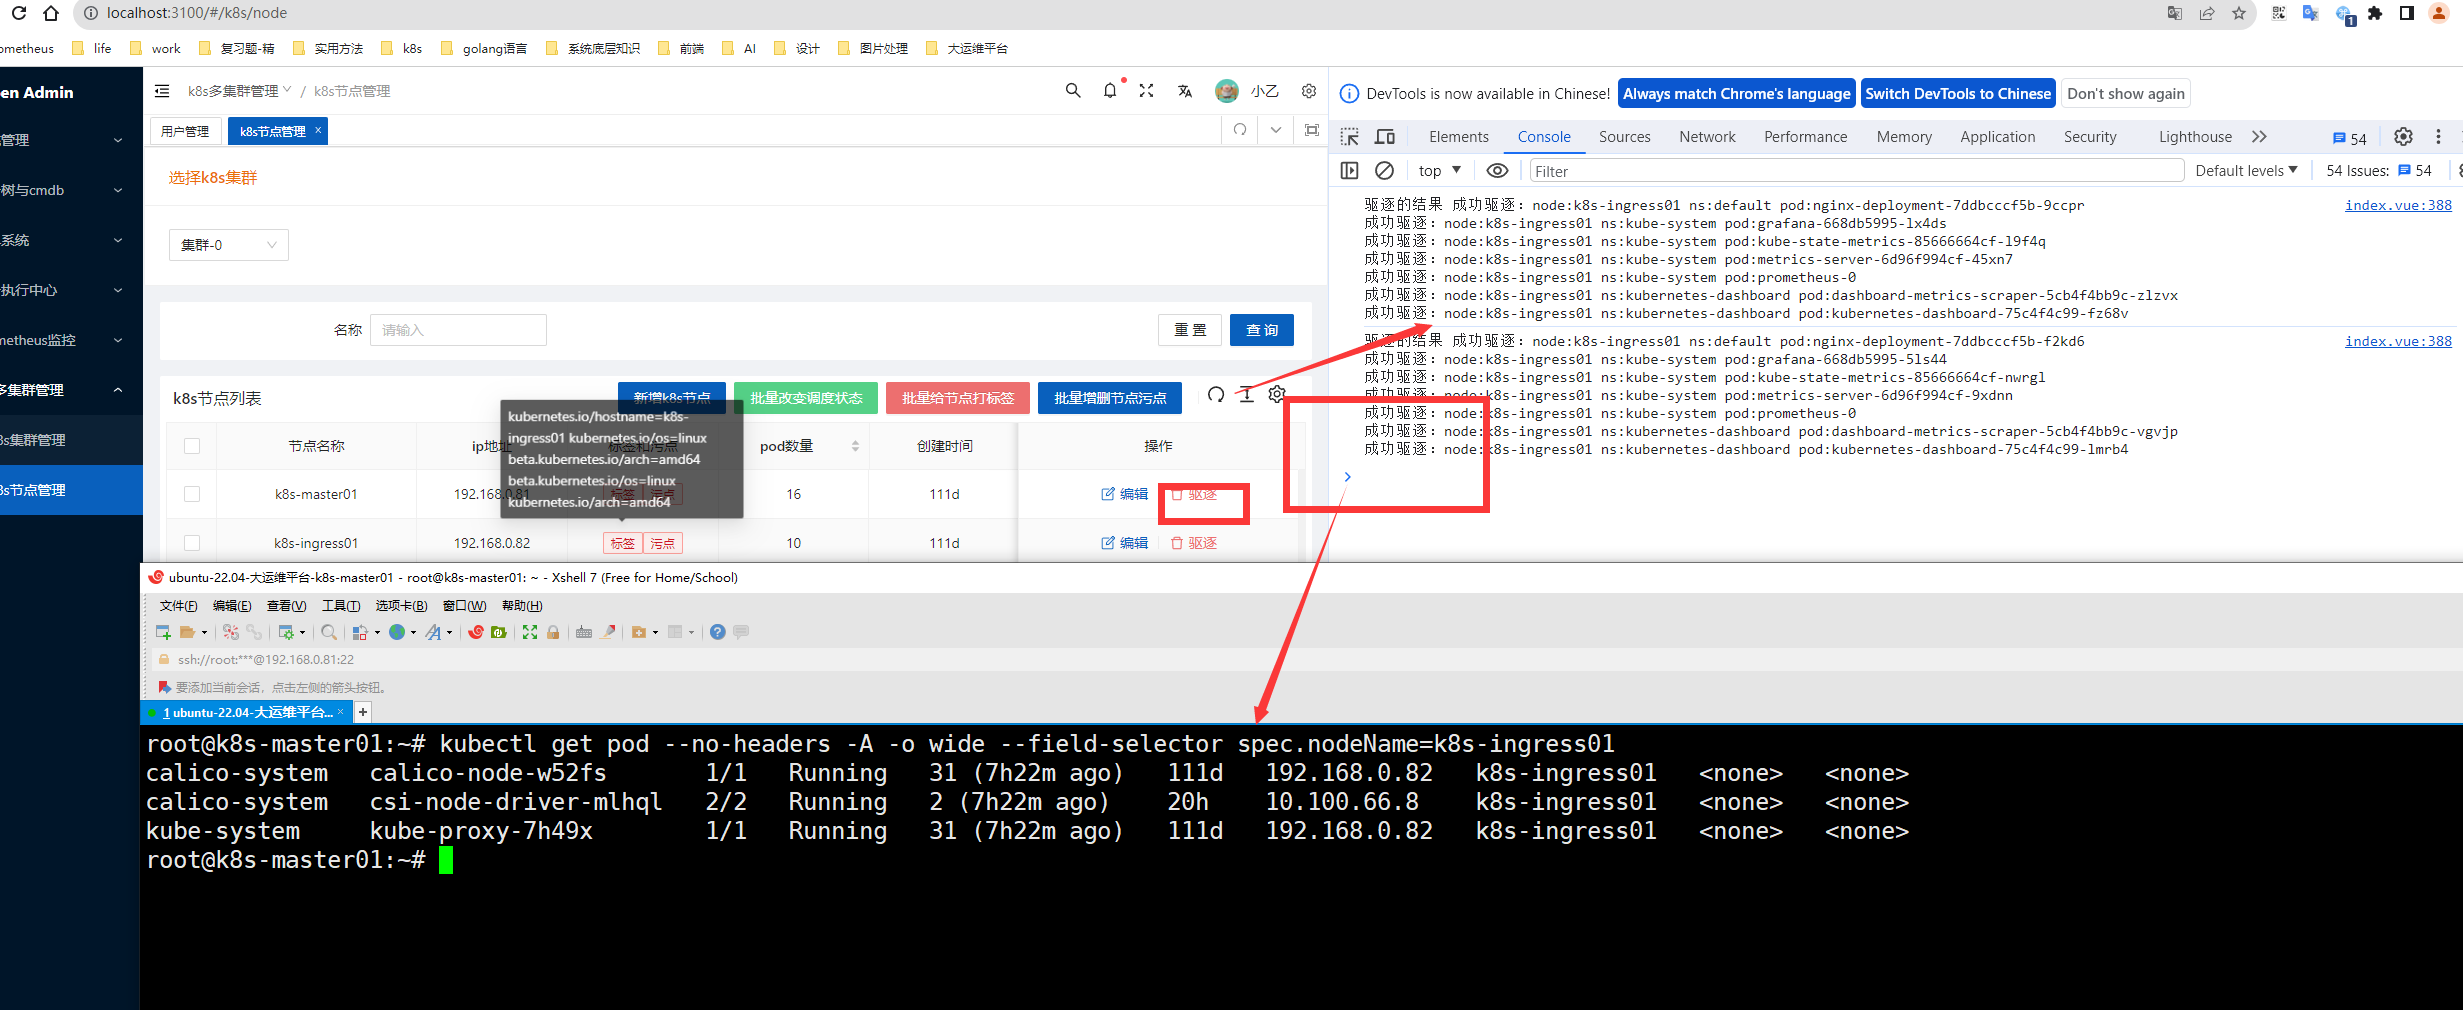 localhost:3100/#/k8s/node
ometheus life work 复习题-精 实用方法 k8s golang语言 系统底层知识 前端 AI 设计 图片处理 大运维平台
en Admin
管理
树与cmdb
系统
执行中心
netheus监控
多集群管理
8s集群管理
8s节点管理
k8s多集群管理 / k8s节点管理
小乙
用户管理 k8s节点管理 ×
选择k8s集群
集群-0
名称 请输入 重 置 查 询
k8s节点列表 新增k8s节点 批量改变调度状态 批量给节点打标签 批量增删节点污点
节点名称 ip地址 标签和污点 pod数量 创建时间 操作
k8s-master01 192.168.0.81 标签 污点 16 111d 编辑 驱逐
k8s-ingress01 192.168.0.82 标签 污点 10 111d 编辑 驱逐
kubernetes.io/hostname=k8s-
ingress01 kubernetes.io/os=linux
beta.kubernetes.io/arch=amd64
beta.kubernetes.io/os=linux
kubernetes.io/arch=amd64
DevTools is now available in Chinese! Always match Chrome's language Switch DevTools to Chinese Don't show again
Elements Console Sources Network Performance Memory Application Security Lighthouse 54
top Filter Default levels 54 Issues: 54
驱逐的结果 成功驱逐: node:k8s-ingress01 ns:default pod:nginx-deployment-7ddbcccf5b-9ccpr index.vue:388
成功驱逐: node:k8s-ingress01 ns:kube-system pod:grafana-668db5995-lx4ds
成功驱逐: node:k8s-ingress01 ns:kube-system pod:kube-state-metrics-85666664cf-l9f4q
成功驱逐: node:k8s-ingress01 ns:kube-system pod:metrics-server-6d96f994cf-45xn7
成功驱逐: node:k8s-ingress01 ns:kube-system pod:prometheus-0
成功驱逐: node:k8s-ingress01 ns:kubernetes-dashboard pod:dashboard-metrics-scraper-5cb4f4bb9c-zlzvx
成功驱逐: node:k8s-ingress01 ns:kubernetes-dashboard pod:kubernetes-dashboard-75c4f4c99-fz68v
驱逐的结果 成功驱逐: node:k8s-ingress01 ns:default pod:nginx-deployment-7ddbcccf5b-f2kd6 index.vue:388
成功驱逐: node:k8s-ingress01 ns:kube-system pod:grafana-668db5995-5ls44
成功驱逐: node:k8s-ingress01 ns:kube-system pod:kube-state-metrics-85666664cf-nwrgl
成功驱逐: node:k8s-ingress01 ns:kube-system pod:metrics-server-6d96f994cf-9xdnn
成功驱逐: node:k8s-ingress01 ns:kube-system pod:prometheus-0
成功驱逐: node:k8s-ingress01 ns:kubernetes-dashboard pod:dashboard-metrics-scraper-5cb4f4bb9c-vgvjp
成功驱逐: node:k8s-ingress01 ns:kubernetes-dashboard pod:kubernetes-dashboard-75c4f4c99-lmrb4
ubuntu-22.04-大运维平台-k8s-master01 - root@k8s-master01: ~ - Xshell 7 (Free for Home/School)
文件(F) 编辑(E) 查看(V) 工具(T) 选项卡(B) 窗口(W) 帮助(H)
ssh://root:***@192.168.0.81:22
要添加当前会话，点击左侧的箭头按钮。
1 ubuntu-22.04-大运维平台... × +
root@k8s-master01:~# kubectl get pod --no-headers -A -o wide --field-selector spec.nodeName=k8s-ingress01
calico-system calico-node-w52fs 1/1 Running 31 (7h22m ago) 111d 192.168.0.82 k8s-ingress01 <none> <none>
calico-system csi-node-driver-mlhql 2/2 Running 2 (7h22m ago) 20h 10.100.66.8 k8s-ingress01 <none> <none>
kube-system kube-proxy-7h49x 1/1 Running 31 (7h22m ago) 111d 192.168.0.82 k8s-ingress01 <none> <none>
root@k8s-master01:~#